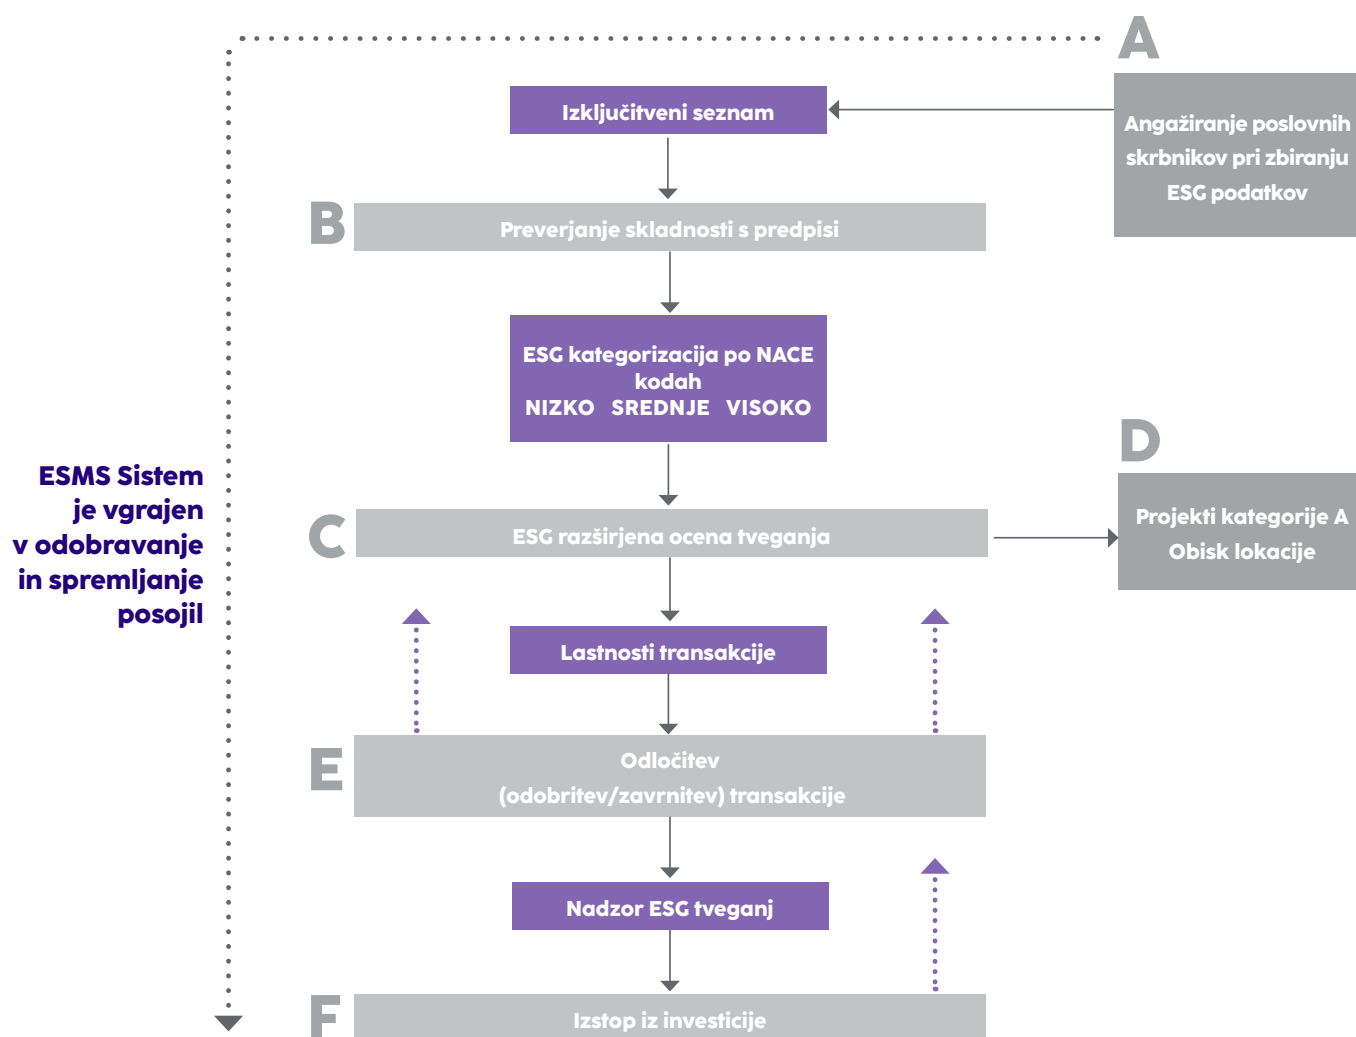 A
Izključitveni seznam
Angažiranje poslovnih
skrbnikov pri zbiranju
ESG podatkov
B
Preverjanje skladnosti s predpisi
ESG kategorizacija po NACE
kodah
NIZKO SREDNJE VISOKO
D
ESMS Sistem
je vgrajen
v odobravanje
in spremljanje
posojil
C
ESG razširjena ocena tveganja
Projekti kategorije A
Obisk lokacije
Lastnosti transakcije
E
Odločitev
(odobritev/zavrnitev) transakcije
Nadzor ESG tveganj
F
Izstop iz investicije